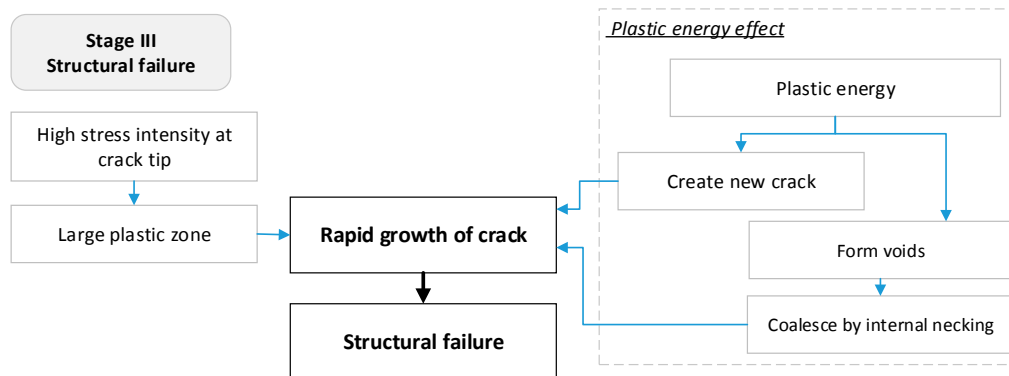 Stage III
Structural failure
High stress intensity at
crack tip
Large plastic zone
Rapid growth of crack
Structural failure
Plastic energy effect
Plastic energy
Create new crack
Form voids
Coalesce by internal necking